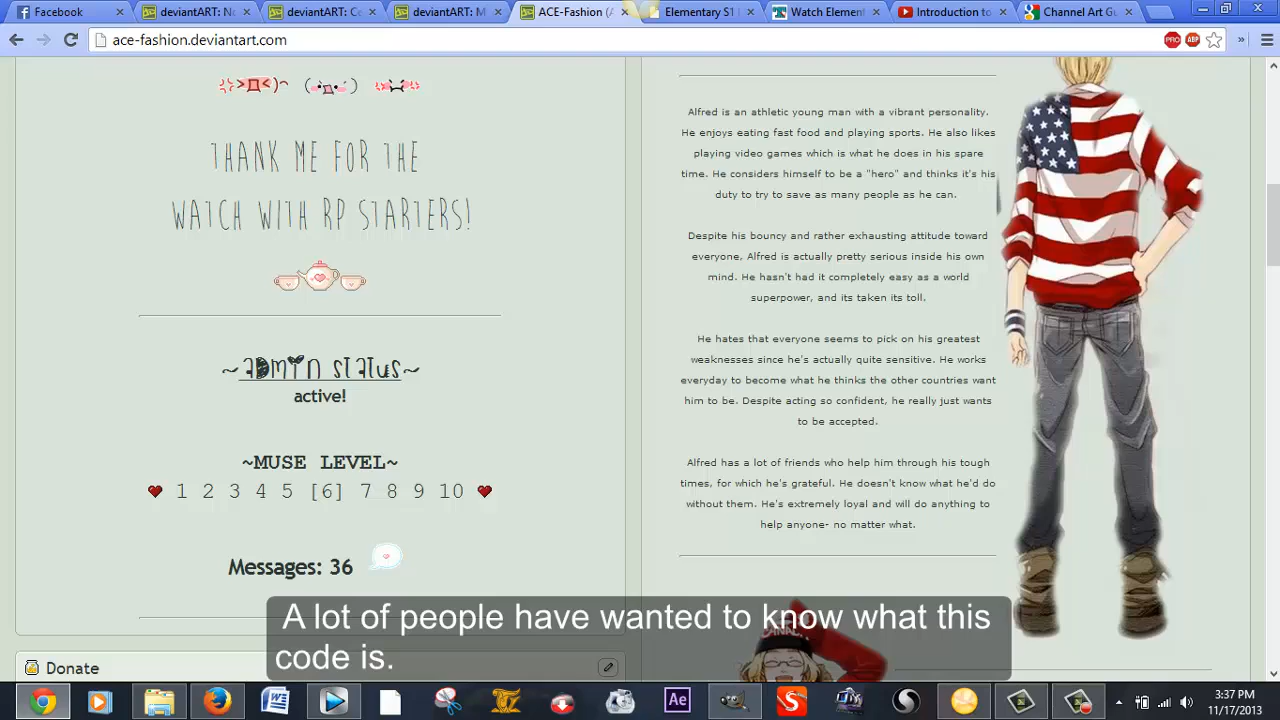 Facebook
deviantART: N
deviantART: Ce
deviantART: M
ACE-Fashion (A
Elementary S1 E
Watch Element
Introduction to
Channel Art Gu
ace-fashion.deviantart.com
PRO
ABP
THANK ME FOR THE
WATCH WITH RP STARTERS!
~admin status~
active!
~MUSE LEVEL~
1 2 3 4 5 [6] 7 8 9 10
Messages: 36
Donate
Alfred is an athletic young man with a vibrant personality.
He enjoys eating fast food and playing sports. He also likes
playing video games which is what he does in his spare
time. He considers himself to be a "hero" and thinks it's his
duty to try to save as many people as he can.
Despite his bouncy and rather exhausting attitude toward
everyone, Alfred is actually pretty serious inside his own
mind. He hasn't had it completely easy as a world
superpower, and its taken its toll.
He hates that everyone seems to pick on his greatest
weaknesses since he's actually quite sensitive. He works
everyday to become what he thinks the other countries want
him to be. Despite acting so confident, he really just wants
to be accepted.
Alfred has a lot of friends who help him through his tough
times, for which he's grateful. He doesn't know what he'd do
without them. He's extremely loyal and will do anything to
help anyone- no matter what.
CANADA
A lot of people have wanted to know what this
code is.
Ae
3:37 PM
11/17/2013